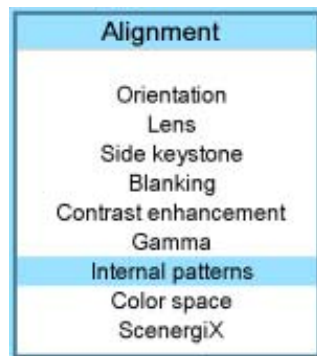 Alignment
Orientation
Lens
Side keystone
Blanking
Contrast enhancement
Gamma
Internal patterns
Color space
ScenergiX